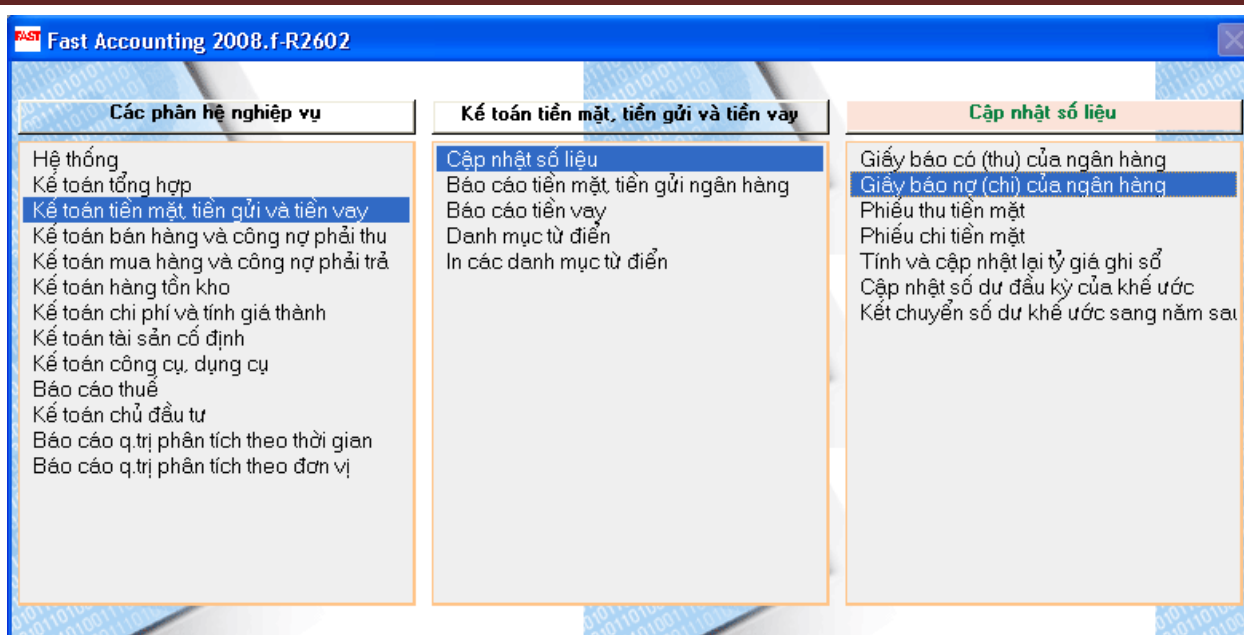 FAST Fast Accounting 2008.f-R2602
Các phân hệ nghiệp vụ
Hệ thống
Kế toán tổng hợp
Kế toán tiền mặt, tiền gửi và tiền vay
Kế toán bán hàng và công nợ phải thu
Kế toán mua hàng và công nợ phải trả
Kế toán hàng tồn kho
Kế toán chi phí và tính giá thành
Kế toán tài sản cố định
Kế toán công cụ, dụng cụ
Báo cáo thuế
Kế toán chủ đầu tư
Báo cáo q.trị phân tích theo thời gian
Báo cáo q.trị phân tích theo đơn vị
Kế toán tiền mặt, tiền gửi và tiền vay
Cập nhật số liệu
Báo cáo tiền mặt, tiền gửi ngân hàng
Báo cáo tiền vay
Danh mục từ điển
In các danh mục từ điển
Cập nhật số liệu
Giấy báo có (thu) của ngân hàng
Giấy báo nợ (chi) của ngân hàng
Phiếu thu tiền mặt
Phiếu chi tiền mặt
Tính và cập nhật lại tỷ giá ghi sổ
Cập nhật số dư đầu kỳ của khế ước
Kết chuyển số dư khế ước sang năm sau